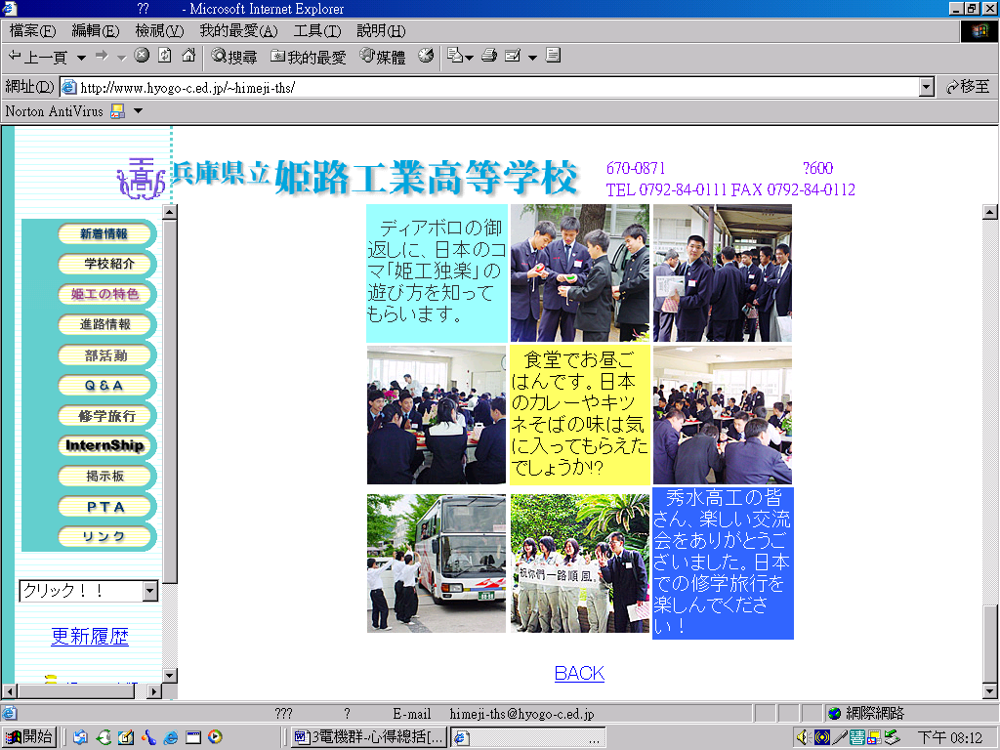 ?? - Microsoft Internet Explorer
檔案(F) 編輯(E) 檢視(V) 我的最愛(A) 工具(T) 說明(H)
上一頁 搜尋 我的最愛 媒體
網址(D) http://www.hyogo-c.ed.jp/~himeji-ths/ 移至
Norton AntiVirus
兵庫県立姫路工業高等学校
670-0871 ?600
TEL 0792-84-0111 FAX 0792-84-0112
新着情報
学校紹介
姫工の特色
進路情報
部活動
Q&A
修学旅行
InternShip
掲示板
PTA
リンク
クリック！！
更新履歴
ディアボロの御
返しに、日本のコ
マ「姫工独楽」の
遊び方を知って
もらいます。
食堂でお昼ご
はんです。日本
のカレーやキツ
ネそばの味は気
に入ってもらえた
でしょうか!?
祝你們一路順風。
秀水高工の皆
さん、楽しい交流
会をありがとうご
ざいました。日本
での修学旅行を
楽しんでくださ
い！
BACK
??? ? E-mail himeji-ths@hyogo-c.ed.jp
網際網路
開始 3電機群-心得總括[... ... 下午 08:12